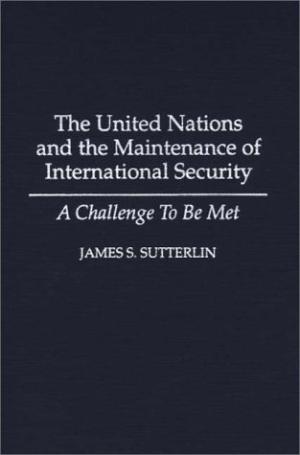 The United Nations
and the Maintenance of
International Security
A Challenge To Be Met
JAMES S. SUTTERLIN